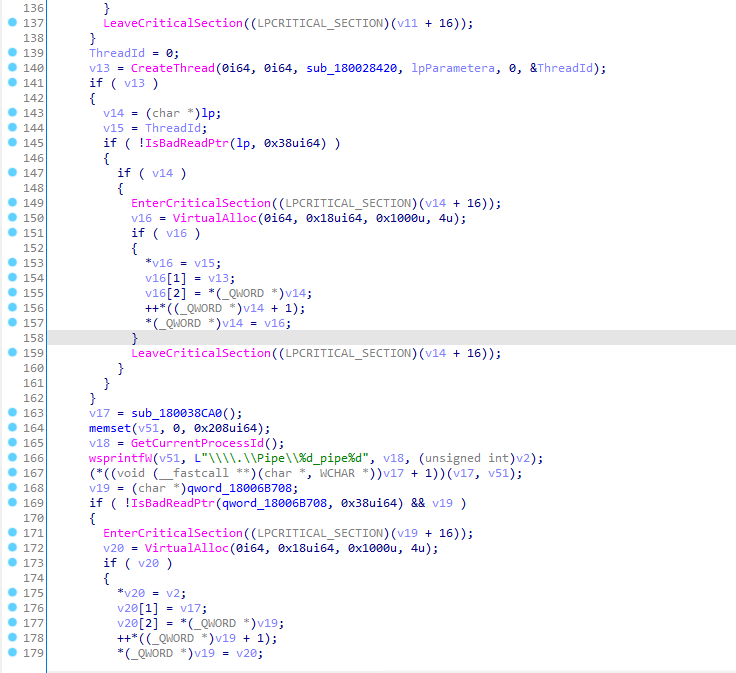 136 }
137 LeaveCriticalSection((LPCRITICAL_SECTION)(v11 + 16));
138 }
139 ThreadId = 0;
140 v13 = CreateThread(0i64, 0i64, sub_180028420, lpParametera, 0, &ThreadId);
141 if ( v13 )
142 {
143 v14 = (char *)lp;
144 v15 = ThreadId;
145 if ( !IsBadReadPtr(lp, 0x38ui64) )
146 {
147 if ( v14 )
148 {
149 EnterCriticalSection((LPCRITICAL_SECTION)(v14 + 16));
150 v16 = VirtualAlloc(0i64, 0x18ui64, 0x1000u, 4u);
151 if ( v16 )
152 {
153 *v16 = v15;
154 v16[1] = v13;
155 v16[2] = *(_QWORD *)v14;
156 ++*((_QWORD *)v14 + 1);
157 *(_QWORD *)v14 = v16;
158 }
159 LeaveCriticalSection((LPCRITICAL_SECTION)(v14 + 16));
160 }
161 }
162 }
163 v17 = sub_180038CA0();
164 memset(v51, 0, 0x208ui64);
165 v18 = GetCurrentProcessId();
166 wsprintfW(v51, L"\\\\.\\Pipe\\%d_pipe%d", v18, (unsigned int)v2);
167 (*((void (__fastcall **)(char *, WCHAR *))v17 + 1))(v17, v51);
168 v19 = (char *)qword_18006B708;
169 if ( !IsBadReadPtr(qword_18006B708, 0x38ui64) && v19 )
170 {
171 EnterCriticalSection((LPCRITICAL_SECTION)(v19 + 16));
172 v20 = VirtualAlloc(0i64, 0x18ui64, 0x1000u, 4u);
173 if ( v20 )
174 {
175 *v20 = v2;
176 v20[1] = v17;
177 v20[2] = *(_QWORD *)v19;
178 ++*((_QWORD *)v19 + 1);
179 *(_QWORD *)v19 = v20;